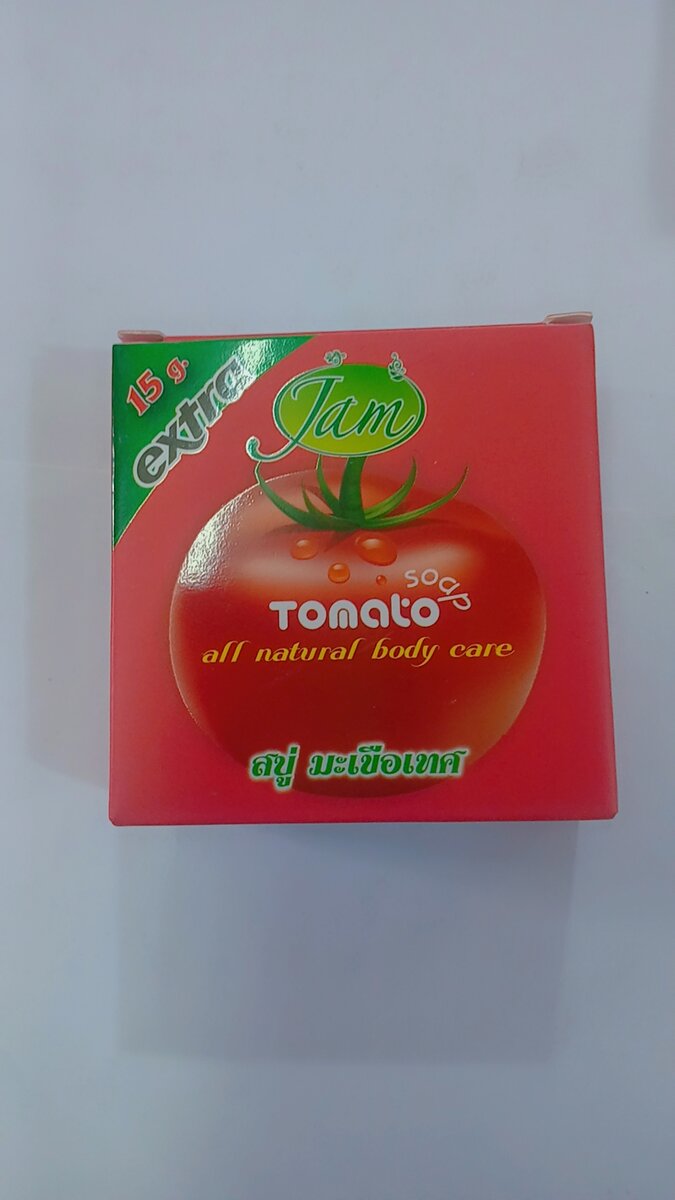 15 g.
extra
Jam
soap
Tomato
all natural body care
สบู่ มะเขือเทศ